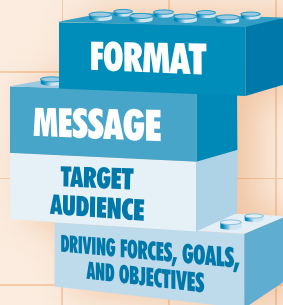 FORMAT
MESSAGE
TARGET
AUDIENCE
DRIVING FORCES, GOALS,
AND OBJECTIVES